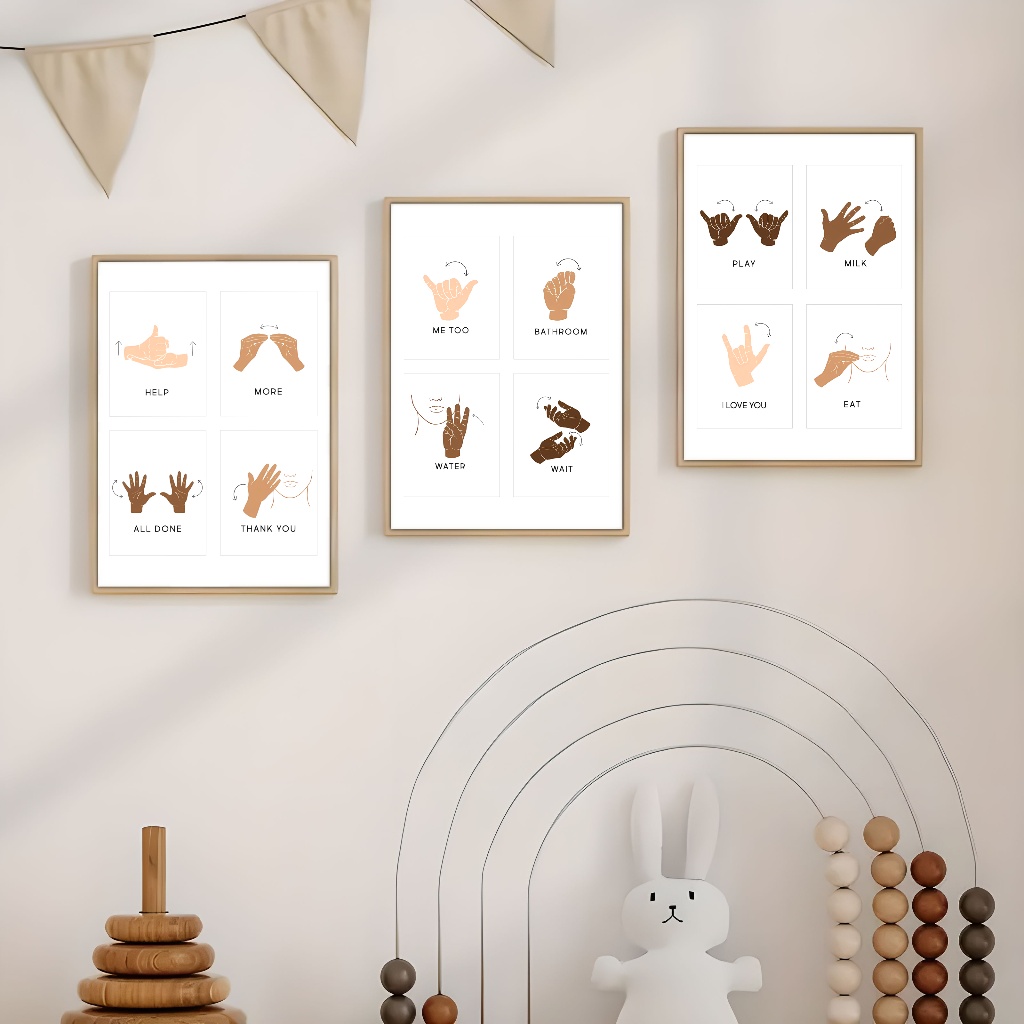 HELP
MORE
ALL DONE
THANK YOU
ME TOO
BATHROOM
WATER
WAIT
PLAY
MILK
I LOVE YOU
EAT